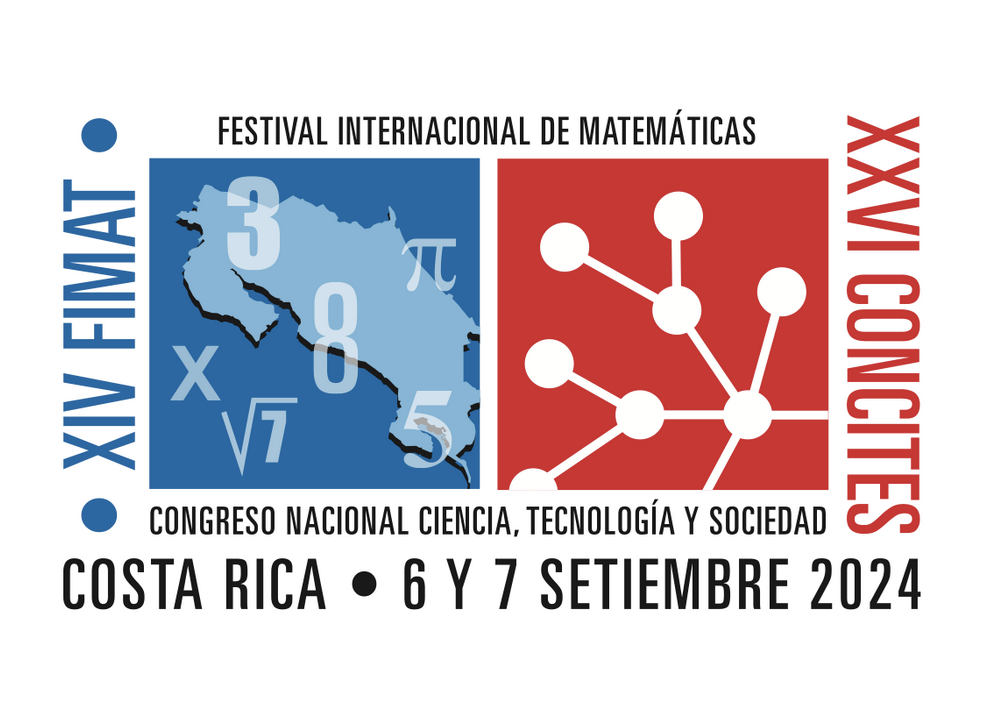 FESTIVAL INTERNACIONAL DE MATEMÁTICAS
XIV FIMAT
3
π
8
X
√7
5
XXVI CONCITES
CONGRESO NACIONAL CIENCIA, TECNOLOGÍA Y SOCIEDAD
COSTA RICA • 6 Y 7 SETIEMBRE 2024